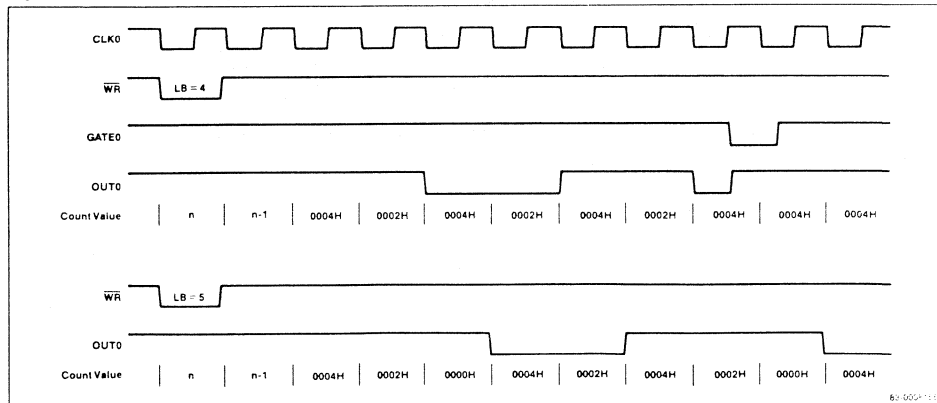 CLK0
WR LB = 4
GATE0
OUT0
Count Value n n-1 0004H 0002H 0004H 0002H 0004H 0002H 0004H 0004H 0004H
WR LB = 5
OUT0
Count Value n n-1 0004H 0002H 0000H 0004H 0002H 0004H 0002H 0000H 0004H